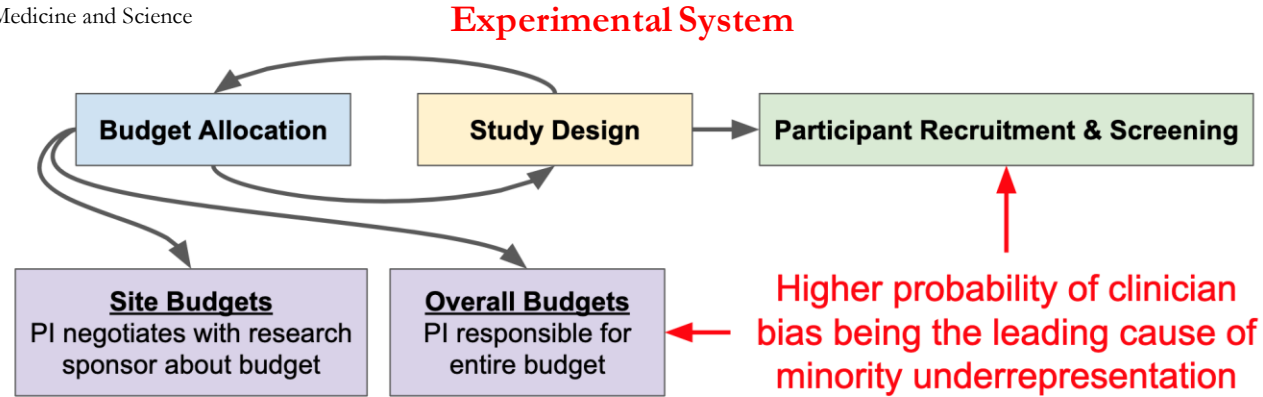 Medicine and Science
Experimental System
Budget Allocation
Study Design
Participant Recruitment & Screening
Site Budgets
PI negotiates with research
sponsor about budget
Overall Budgets
PI responsible for
entire budget
Higher probability of clinician
bias being the leading cause of
minority underrepresentation